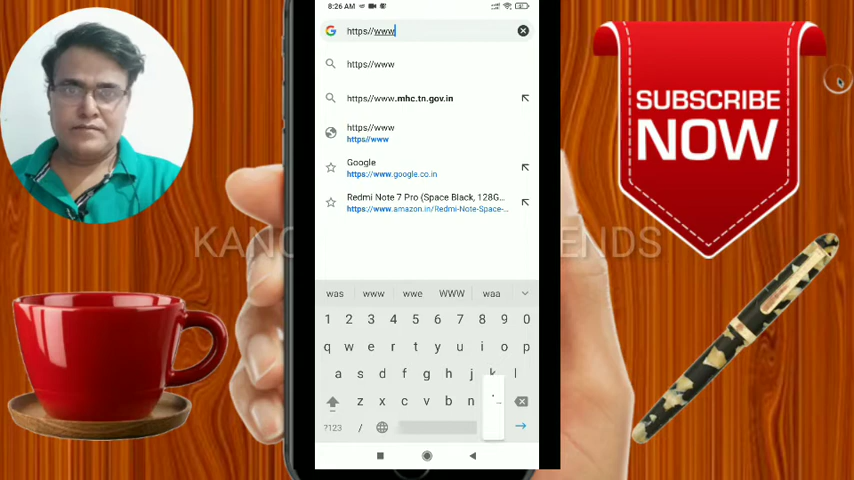 8:26 AM
https//www
SUBSCRIBE
NOW
https//www
https//www.mhc.tn.gov.in
https//www
https//www
Google
https://www.google.co.in
Redmi Note 7 Pro (Space Black, 128G...
https://www.amazon.in/Redmi-Note-Space-...
ENDS
was www wwe WWW waa
1 2 3 4 5 6 7 8 9 0
q w e r t y u i o p
a s d f g h j k l
z x c v b n
?123 /